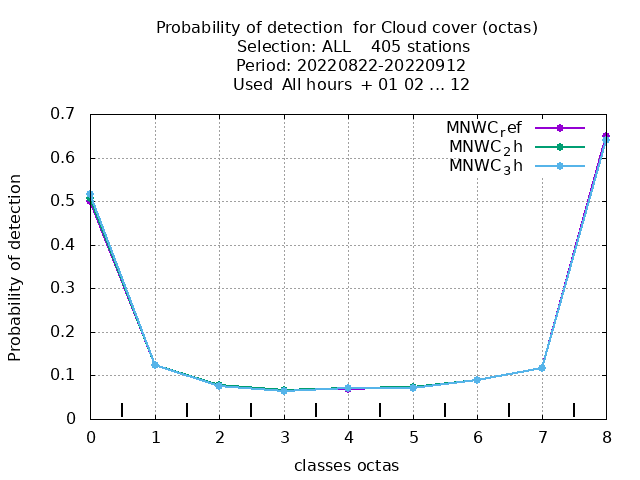 Probability of detection  for Cloud cover (octas)
Selection: ALL    405 stations
Period: 20220822-20220912
Used  All hours  + 01 02 ... 12
0.7
0.6
0.5
0.4
0.3
0.2
0.1
0
Probability of detection
MNWC_ref
MNWC_2h
MNWC_3h
0 1 2 3 4 5 6 7 8
classes octas